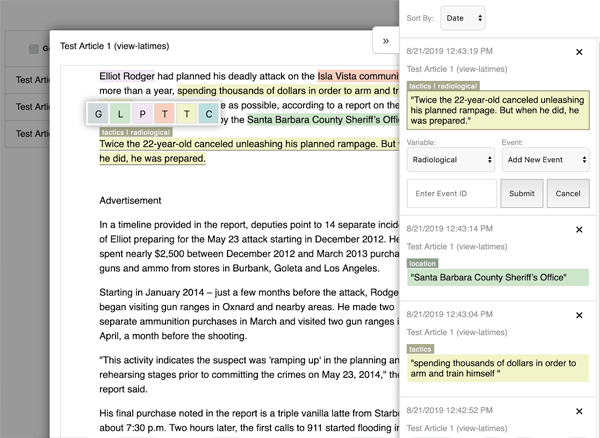 Sort By: Date
Test Article 1 (view-latimes)
»
Elliot Rodger had planned his deadly attack on the Isla Vista
more than a year, spending thousands of dollars in order to arm and
G L P T T C
as possible, according to a report on the
by the Santa Barbara County Sheriff's
tactics | radiological
Twice the 22-year-old canceled unleashing his planned rampage. But
he did, he was prepared.
Advertisement
In a timeline provided in the report, deputies point to 14 separate
of Elliot preparing for the May 23 attack starting in December 2012.
spent nearly $2,500 between December 2012 and March 2013
guns and ammo from stores in Burbank, Goleta and Los Angeles.
Starting in January 2014 – just a few months before the attack,
began visiting gun ranges in Oxnard and nearby areas. He made two
separate ammunition purchases in March and visited two gun ranges
April, a month before the shooting.
"This activity indicates the suspect was 'ramping up' in the planning
rehearsing stages prior to committing the crimes on May 23, 2014,"
report said.
His final purchase noted in the report is a triple vanilla latte from
about 7:30 p.m. Two hours later, the first calls to 911 started flooding
Test
Test
Test
8/21/2019 12:43:19 PM
×
Test Article 1 (view-latimes)
tactics | radiological
"Twice the 22-year-old canceled unleashing
his planned rampage. But when he did, he
was prepared."
Variable: Event:
Radiological Add New Event
Enter Event ID Submit Cancel
8/21/2019 12:43:14 PM
×
Test Article 1 (view-latimes)
location
"Santa Barbara County Sheriff's Office"
8/21/2019 12:43:04 PM
×
Test Article 1 (view-latimes)
tactics
"spending thousands of dollars in order to
arm and train himself "
8/21/2019 12:42:52 PM
×
Test Article 1 (view-latimes)